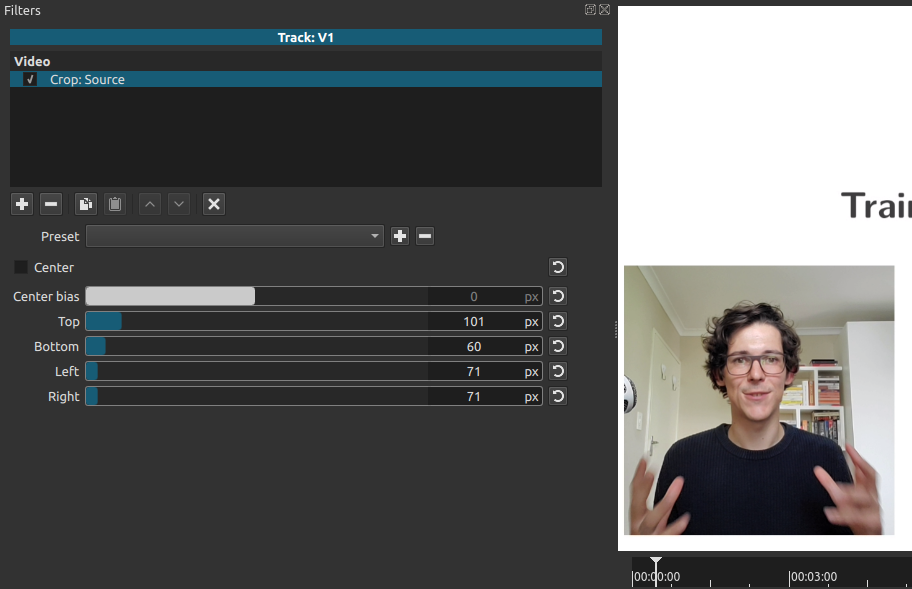 Filters
Track: V1
Video
Crop: Source
Preset
Center
Center bias 0 px
Top 101 px
Bottom 60 px
Left 71 px
Right 71 px
Train
00:00:00 00:03:00